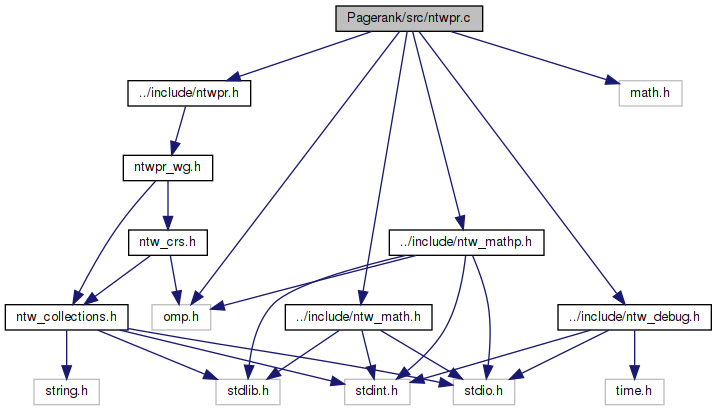 Pagerank/src/ntwpr.c
../include/ntwpr.h
math.h
ntwpr_wg.h
ntw_crs.h
../include/ntw_mathp.h
ntw_collections.h
omp.h
../include/ntw_math.h
../include/ntw_debug.h
string.h
stdlib.h
stdint.h
stdio.h
time.h